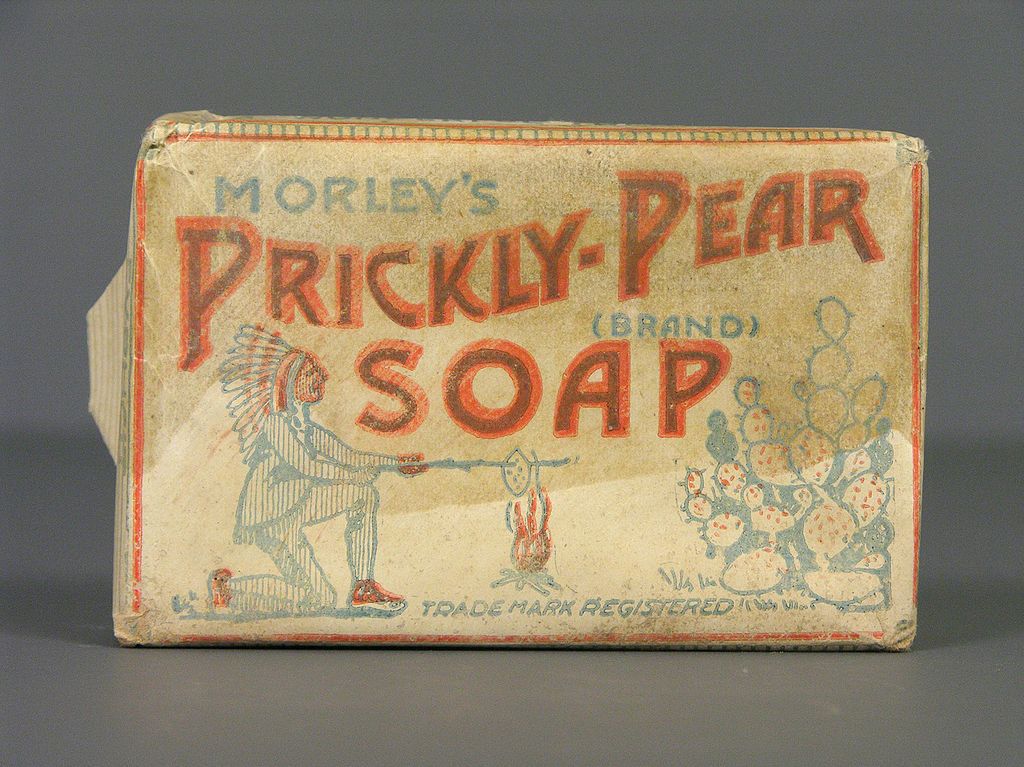 MORLEY'S
PRICKLY-PEAR
(BRAND)
SOAP
TRADE MARK REGISTERED